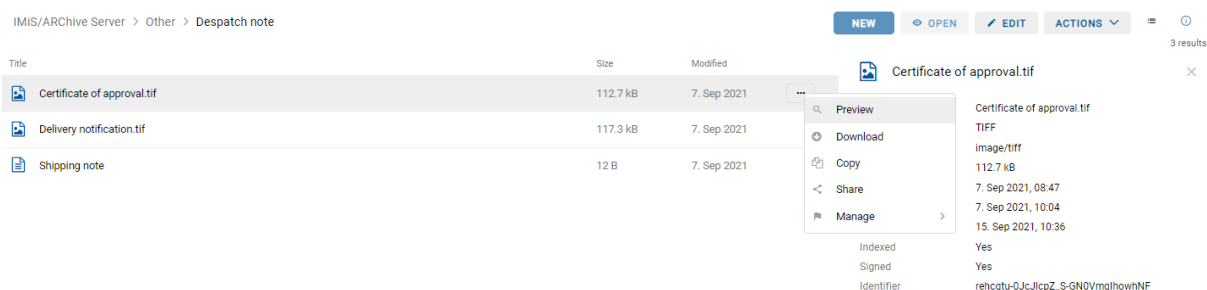 IMiS/ARChive Server > Other > Despatch note
NEW
OPEN
EDIT
ACTIONS
3 results
Title Size Modified
Certificate of approval.tif 112.7 kB 7. Sep 2021 ...
Delivery notification.tif 117.3 kB 7. Sep 2021
Shipping note 12 B 7. Sep 2021
Preview
Download
Copy
Share
Manage >
Certificate of approval.tif
Certificate of approval.tif
TIFF
image/tiff
112.7 kB
7. Sep 2021, 08:47
7. Sep 2021, 10:04
15. Sep 2021, 10:36
Indexed Yes
Signed Yes
Identifier